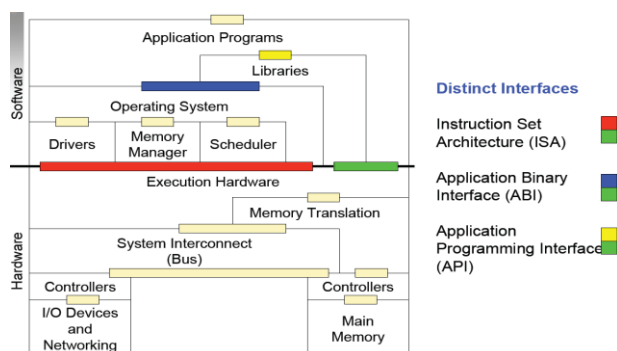 Application Programs
Libraries
Software
Operating System
Drivers
Memory
Manager
Scheduler
Execution Hardware
Memory Translation
Hardware
System Interconnect
(Bus)
Controllers
Controllers
I/O Devices
and
Networking
Main
Memory
Distinct Interfaces
Instruction Set
Architecture (ISA)
Application Binary
Interface (ABI)
Application
Programming Interface
(API)